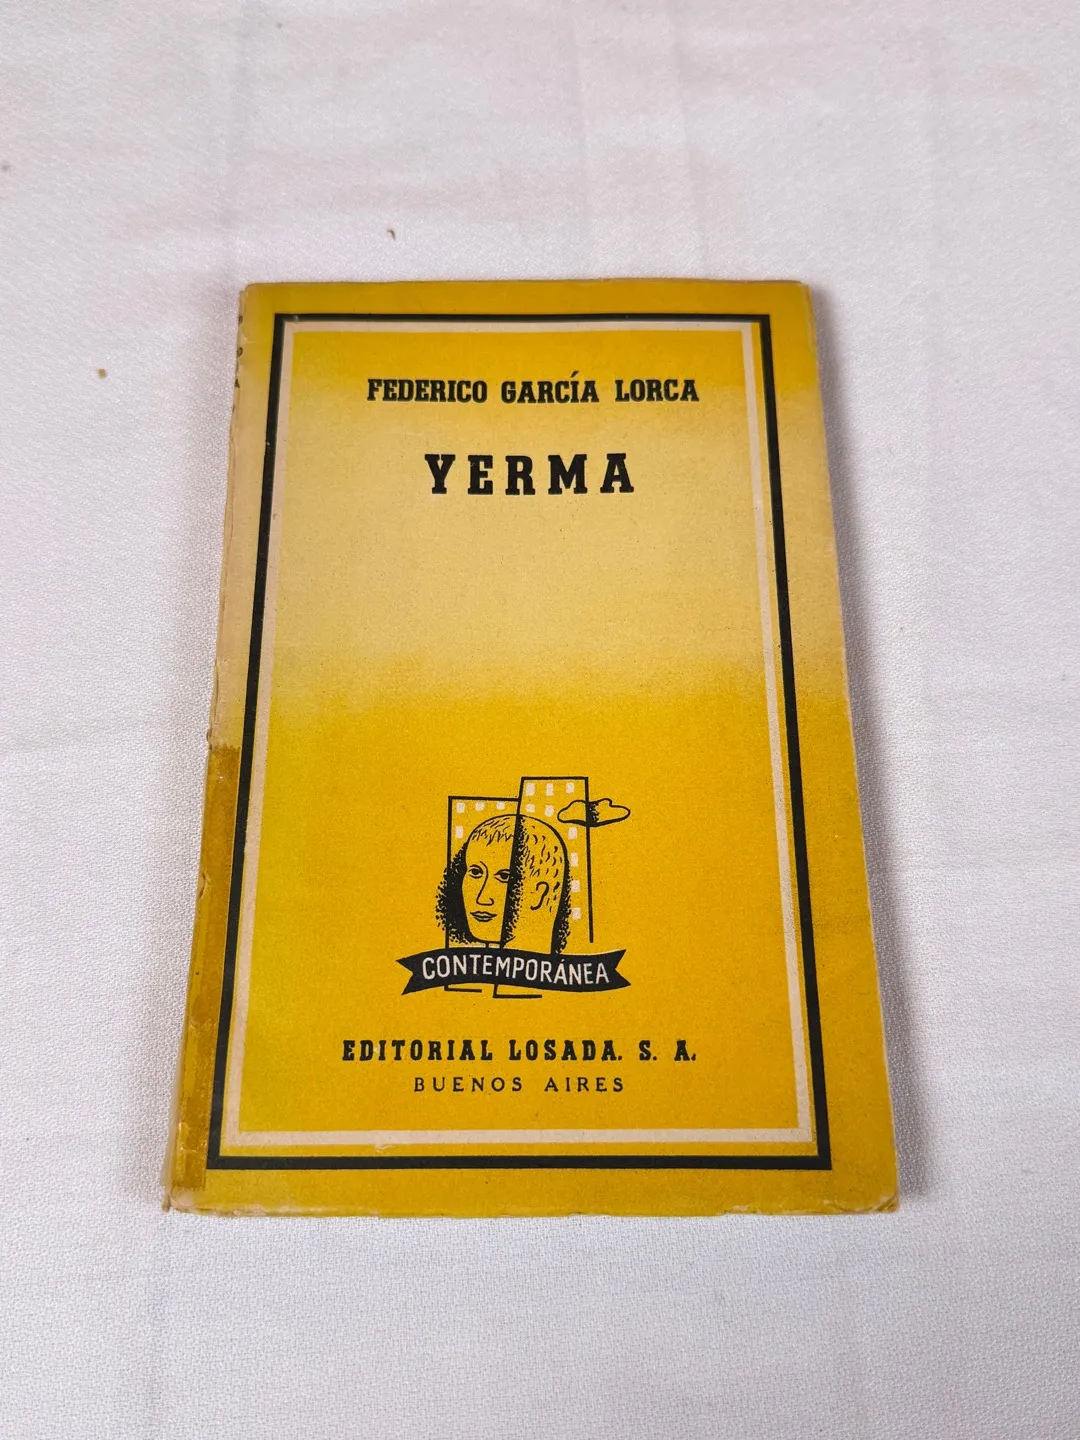 FEDERICO GARCÍA LORCA
YERMA
CONTEMPORÁNEA
EDITORIAL LOSADA. S. A.
BUENOS AIRES